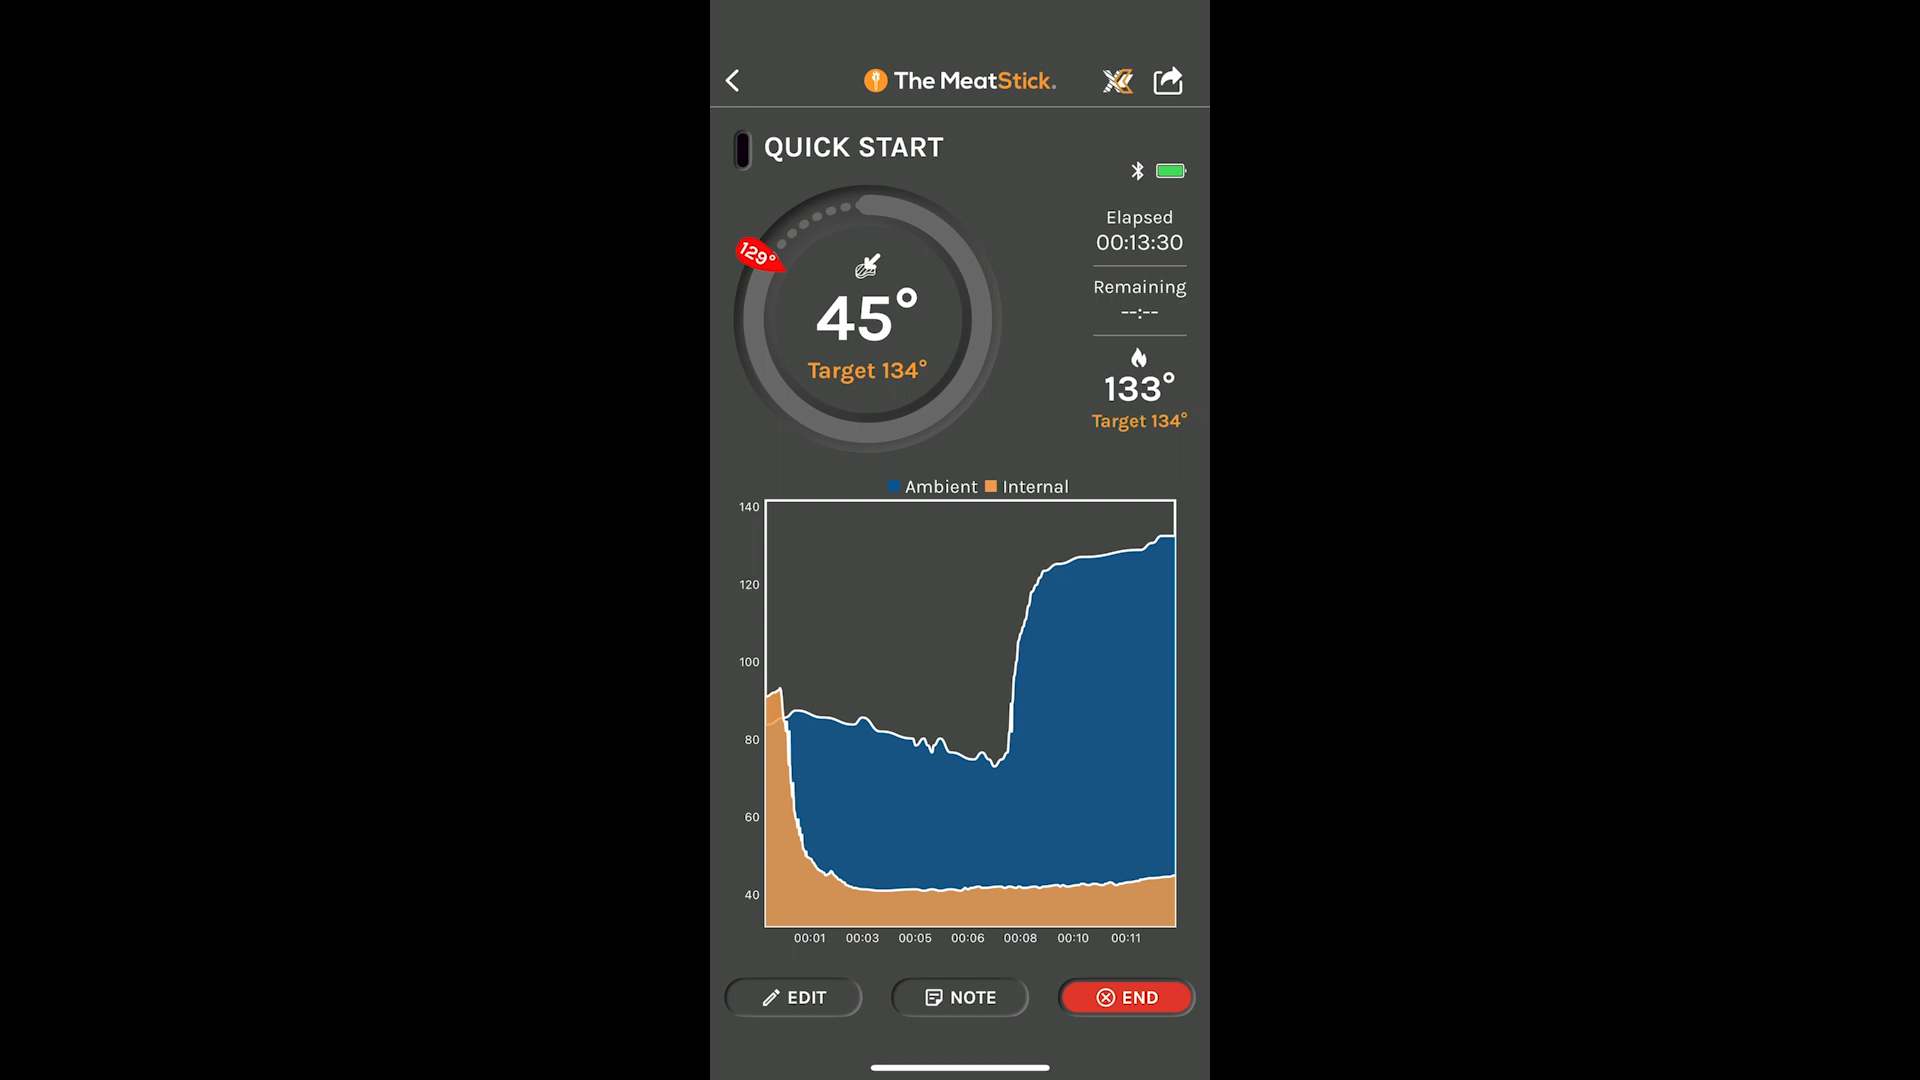 The MeatStick.
QUICK START
129°
45°
Target 134°
Elapsed
00:13:30
Remaining
--:--
133°
Target 134°
Ambient Internal
140
120
100
80
60
40
00:01 00:03 00:05 00:06 00:08 00:10 00:11
EDIT NOTE END